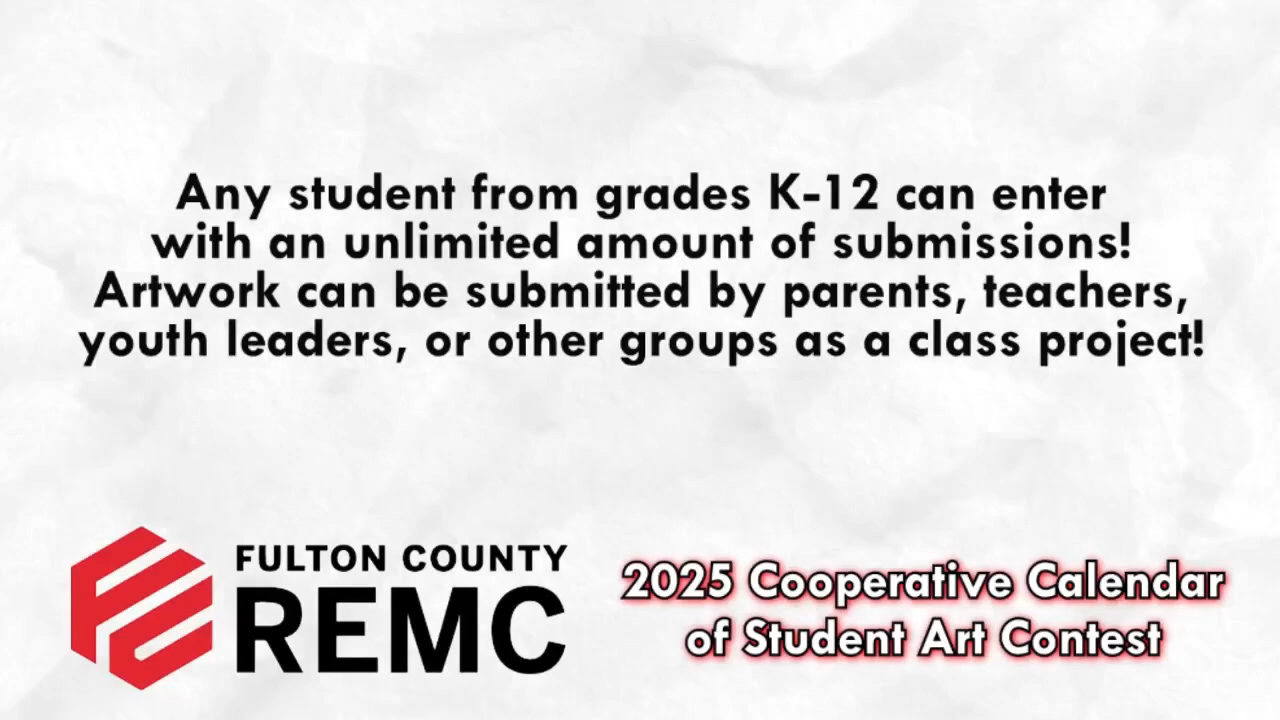 Any student from grades K-12 can enter
with an unlimited amount of submissions!
Artwork can be submitted by parents, teachers,
youth leaders, or other groups as a class project!
FULTON COUNTY
REMC
2025 Cooperative Calendar
of Student Art Contest